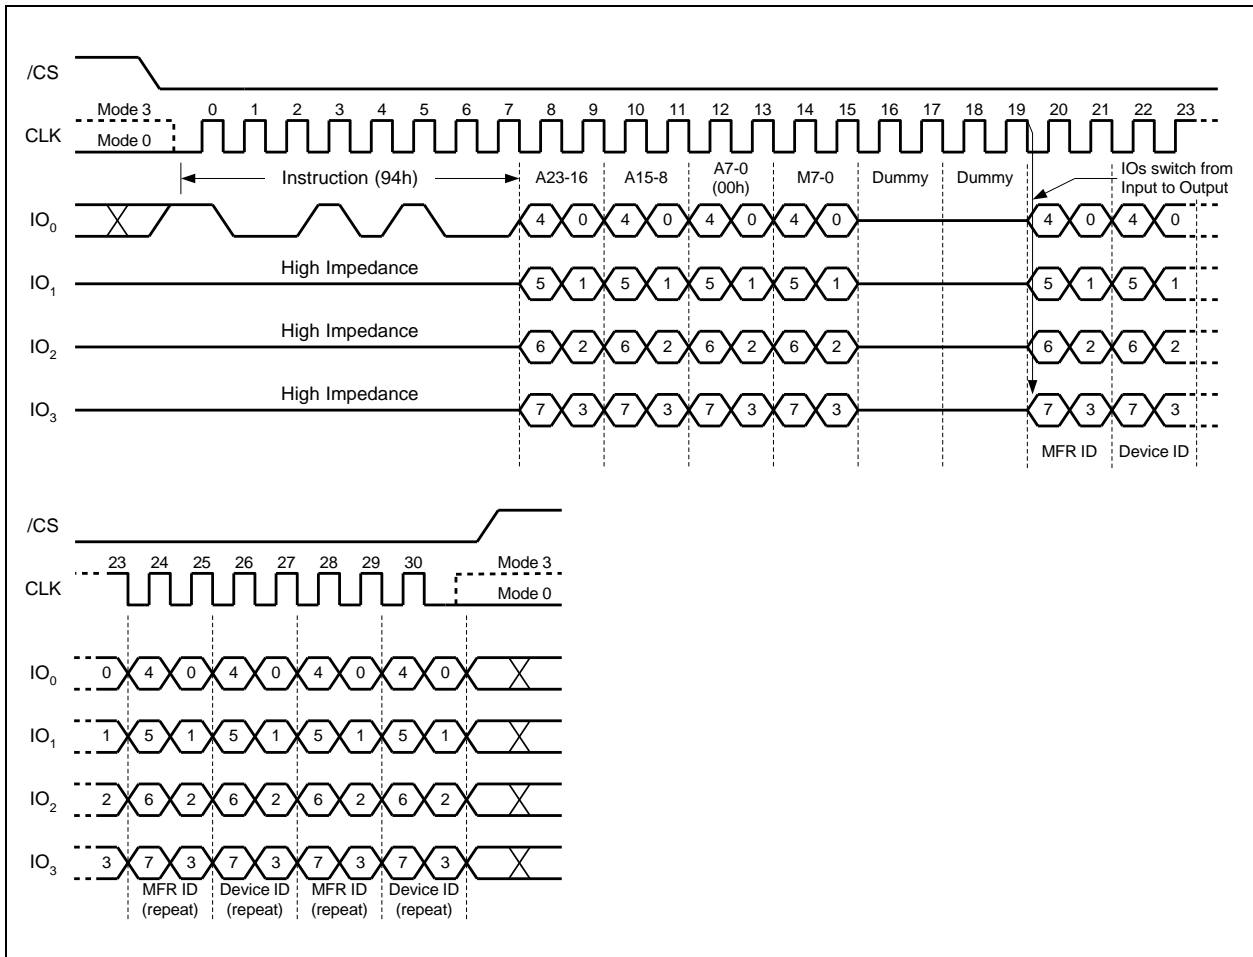 /CS
Mode 3
0 1 2 3 4 5 6 7 8 9 10 11 12 13 14 15 16 17 18 19 20 21 22 23
CLK
Mode 0
Instruction (94h)
A23-16
A15-8
A7-0
(00h)
M7-0
Dummy
Dummy
IOs switch from
Input to Output
IO0
4 0 4 0 4 0 4 0 4 0 4 0
High Impedance
IO1
5 1 5 1 5 1 5 1 5 1 5 1
High Impedance
IO2
6 2 6 2 6 2 6 2 6 2 6 2
High Impedance
IO3
7 3 7 3 7 3 7 3 7 3 7 3
MFR ID
Device ID
/CS
23 24 25 26 27 28 29 30
Mode 3
CLK
Mode 0
IO0
0 4 0 4 0 4 0 4 0
IO1
1 5 1 5 1 5 1 5 1
IO2
2 6 2 6 2 6 2 6 2
IO3
3 7 3 7 3 7 3 7 3
MFR ID
(repeat)
Device ID
(repeat)
MFR ID
(repeat)
Device ID
(repeat)